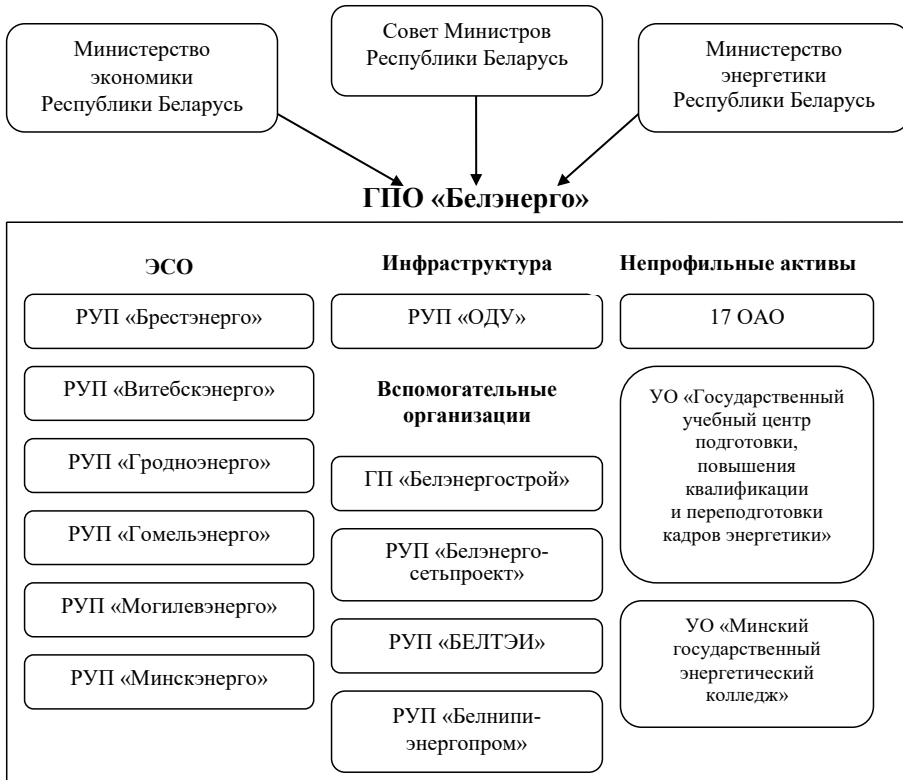 Министерство
экономики
Республики Беларусь
Совет Министров
Республики Беларусь
Министерство
энергетики
Республики Беларусь
ГПО «Белэнерго»
ЭСО
РУП «Брестэнерго»
РУП «Витебскэнерго»
РУП «Гродноэнерго»
РУП «Гомельэнерго»
РУП «Могилевэнерго»
РУП «Минскэнерго»
Инфраструктура
РУП «ОДУ»
Вспомогательные
организации
ГП «Белэнергострой»
РУП «Белэнерго-
сетьпроект»
РУП «БЕЛТЭИ»
РУП «Белнипи-
энергопром»
Непрофильные активы
17 ОАО
УО «Государственный
учебный центр
подготовки,
повышения
квалификации
и переподготовки
кадров энергетики»
УО «Минский
государственный
энергетический
колледж»